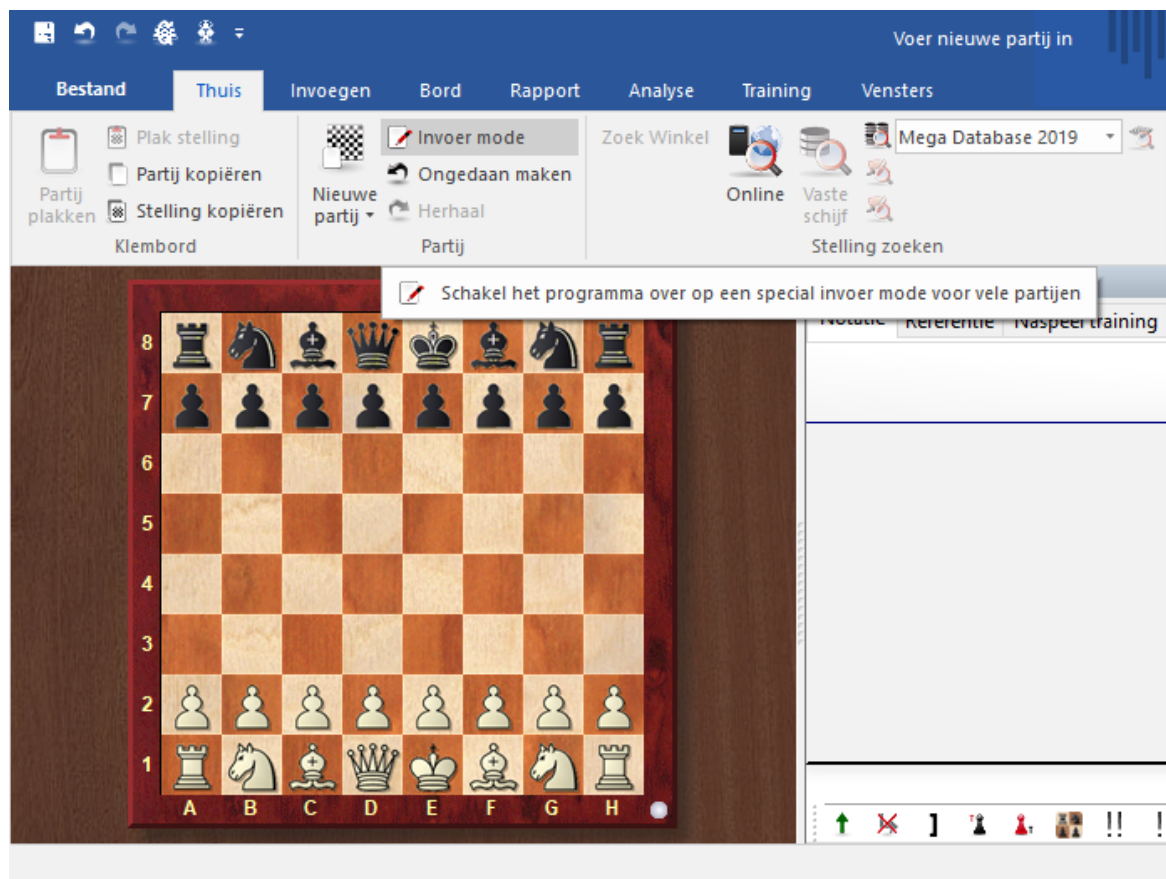 Voer nieuwe partij in
Bestand Thuis Invoegen Bord Rapport Analyse Training Vensters
Plak stelling
Partij kopiëren
Stelling kopiëren
Partij
plakken
Klembord
Nieuwe
partij
Invoer mode
Ongedaan maken
Herhaal
Partij
Zoek Winkel
Online
Vaste
schijf
Mega Database 2019
Stelling zoeken
Schakel het programma over op een special invoer mode voor vele partijen
Notatie Referentie Naspeel training
8
7
6
5
4
3
2
1
A B C D E F G H
] !! !